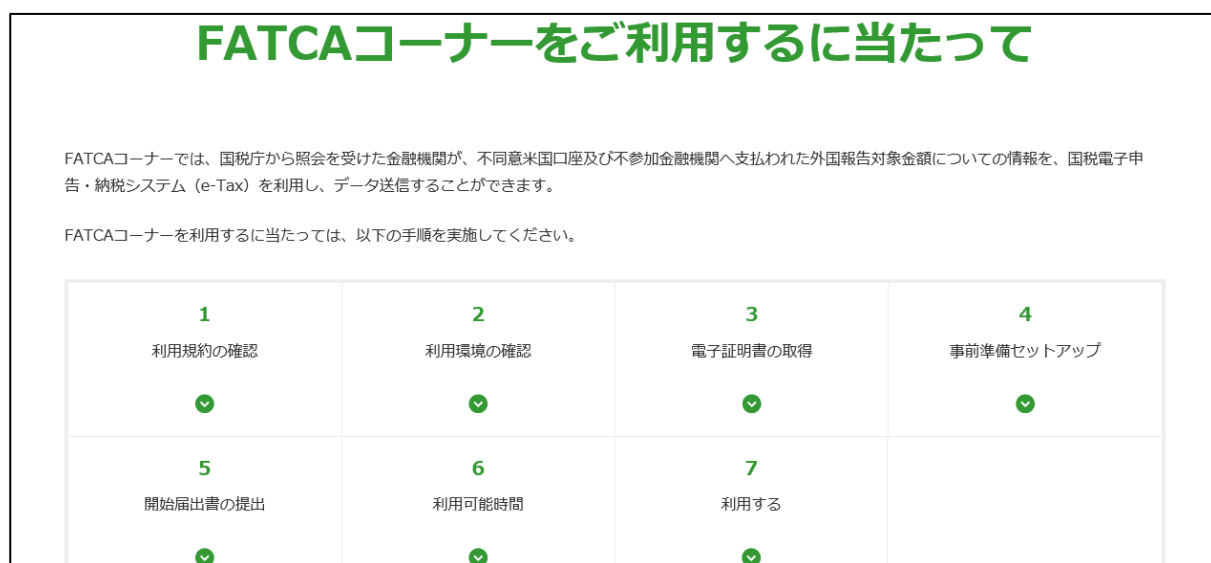 FATCAコーナーをご利用するに当たって
FATCAコーナーでは、国税庁から照会を受けた金融機関が、不同意米国口座及び不参加金融機関へ支払われた外国報告対象金額についての情報を、国税電子申
告・納税システム（e-Tax）を利用し、データ送信することができます。
FATCAコーナーを利用するに当たっては、以下の手順を実施してください。
1
利用規約の確認
2
利用環境の確認
3
電子証明書の取得
4
事前準備セットアップ
5
開始届出書の提出
6
利用可能時間
7
利用する